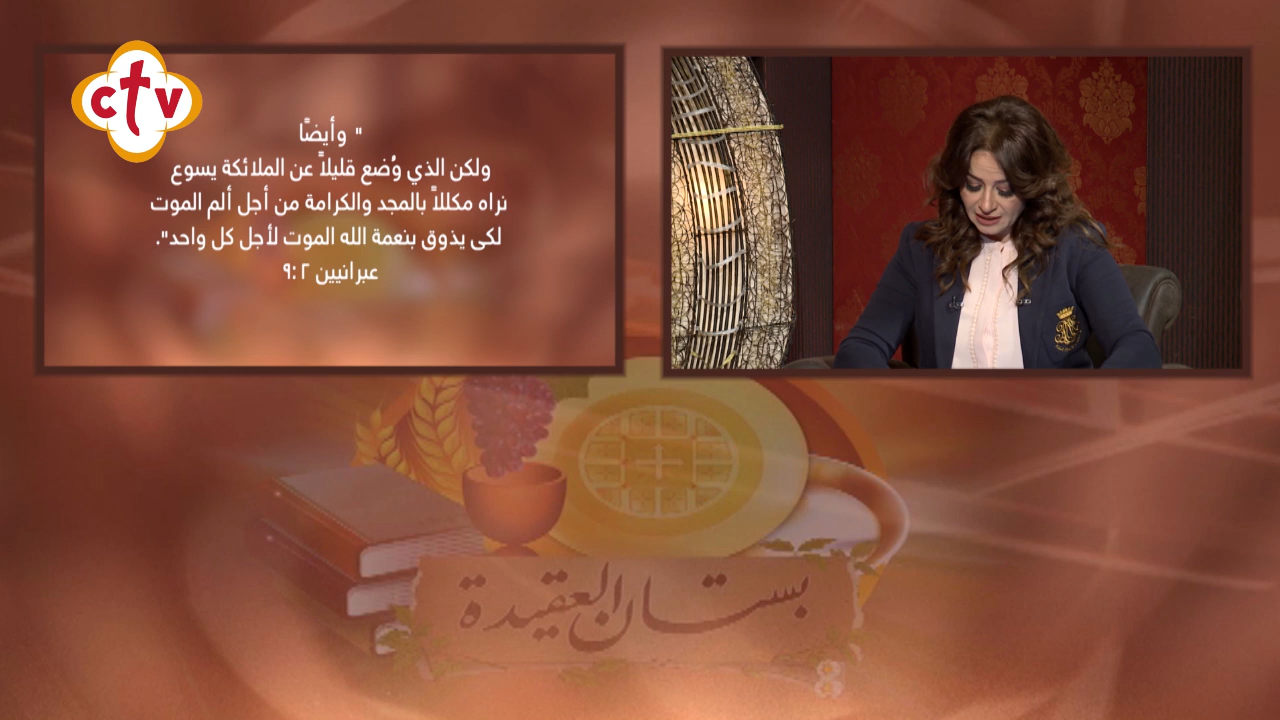 ctv
" وأيضًا
ولكن الذي وُضع قليلاً عن الملائكة يسوع
نراه مكللاً بالمجد والكرامة من أجل ألم الموت
لكى يذوق بنعمة الله الموت لأجل كل واحد".
عبرانيين ٢ :٩
بستان العقيدة